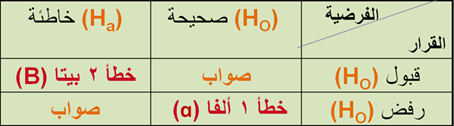 الفرضية (HO) صحيحة (Ha) خاطئة
القرار
قبول (HO) صواب خطأ ٢ بيتا (B)
رفض (HO) خطأ ١ ألفا (α) صواب